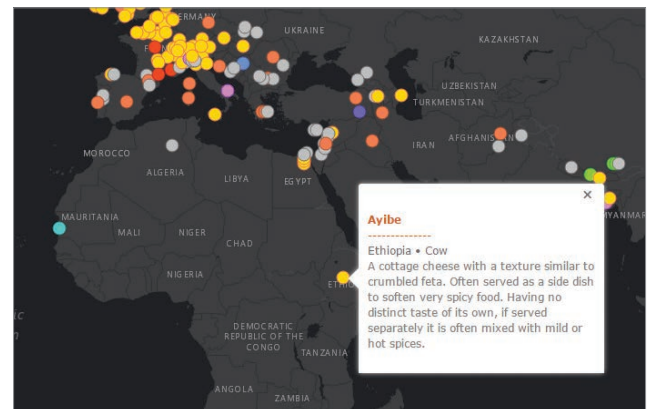 GERMANY
UKRAINE
KAZAKHSTAN
UZBEKISTAN
TURKMENISTAN
AFGHANISTAN
IRAN
MOROCCO
ALGERIA
LIBYA
EGYPT
MAURITANIA
MALI
NIGER
CHAD
NIGERIA
DEMOCRATIC
REPUBLIC OF THE
CONGO
TANZANIA
ANGOLA
ZAMBIA
MYANMAR
×
Ayibe
--------------
Ethiopia • Cow
A cottage cheese with a texture similar to
crumbled feta. Often served as a side dish
to soften very spicy food. Having no
distinct taste of its own, if served
separately it is often mixed with mild or
hot spices.